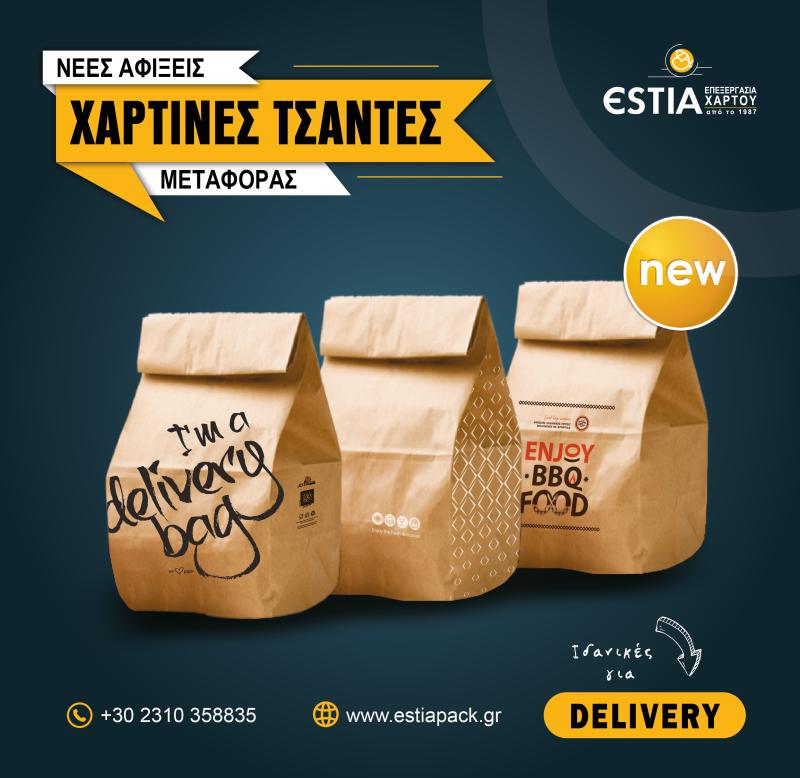 ΝΕΕΣ ΑΦΙΞΕΙΣ
ΧΑΡΤΙΝΕΣ ΤΣΑΝΤΕΣ
ΜΕΤΑΦΟΡΑΣ
ESTIA
ΕΠΕΞΕΡΓΑΣΙΑ
ΧΑΡΤΟΥ
από το 1987
new
I'm a
delivery
bag
ENJOY
BBQ
FOOD
Ιδανικές
για
DELIVERY
+30 2310 358835
www.estiapack.gr